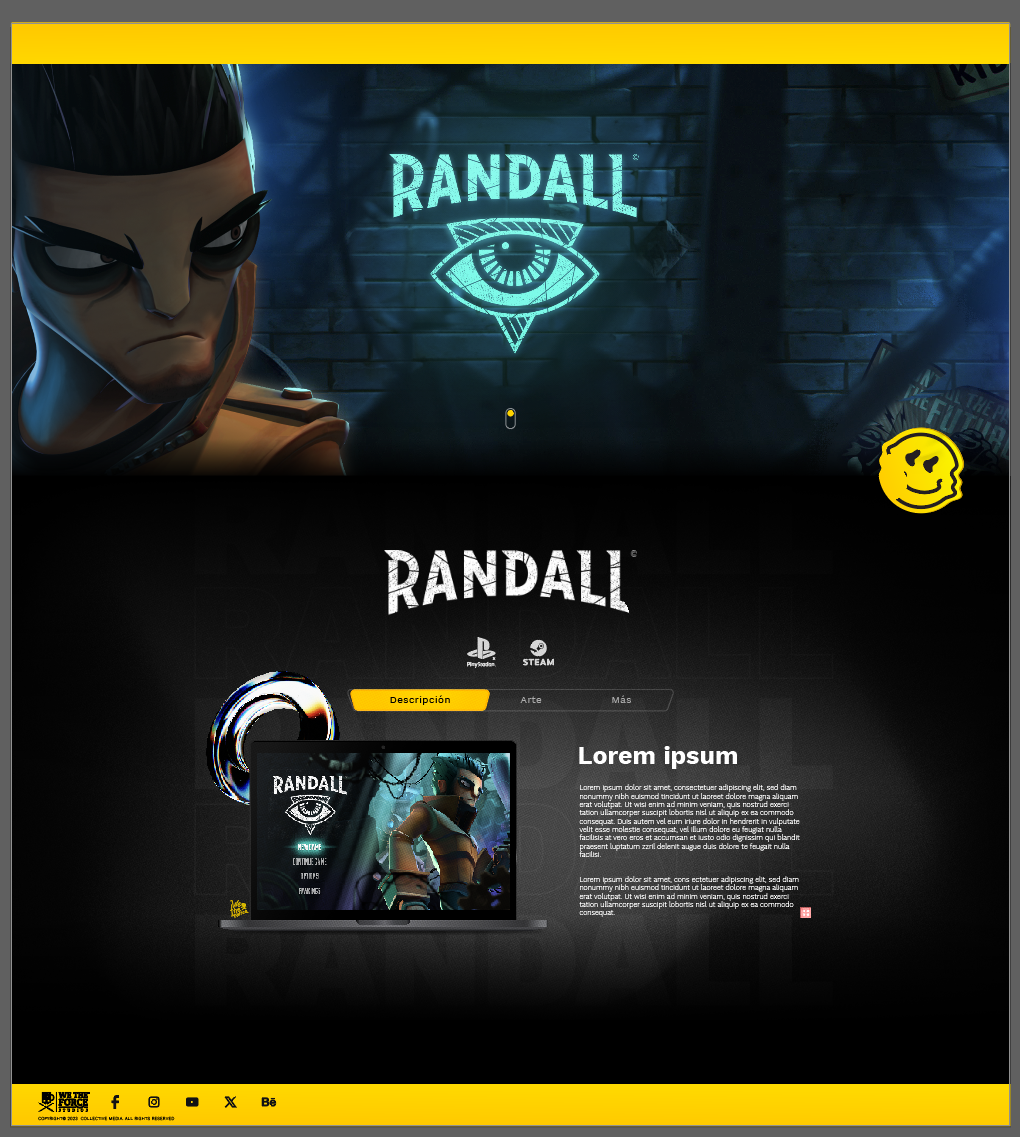 RANDALL ©
IN
THE
FUTURE
RANDALL ©
PlayStation
STEAM
Descripción Arte Más
RANDALL
NEW GAME
CONTINUE GAME
OPTIONS
RANKINGS
Lorem ipsum
Lorem ipsum dolor sit amet, consectetuer adipiscing elit, sed diam
nonummy nibh euismod tincidunt ut laoreet dolore magna aliquam
erat volutpat. Ut wisi enim ad minim veniam, quis nostrud exerci
tation ullamcorper suscipit lobortis nisl ut aliquip ex ea commodo
consequat. Duis autem vel eum iriure dolor in hendrerit in vulputate
velit esse molestie consequat, vel illum dolore eu feugiat nulla
facilisis at vero eros et accumsan et iusto odio dignissim qui blandit
praesent luptatum zzril delenit augue duis dolore te feugait nulla
facilisi.
Lorem ipsum dolor sit amet, cons ectetuer adipiscing elit, sed diam
nonummy nibh euismod tincidunt ut laoreet dolore magna aliquam
erat volutpat. Ut wisi enim ad minim veniam, quis nostrud exerci
tation ullamcorper suscipit lobortis nisl ut aliquip ex ea commodo
consequat.
WE THE
FORCE
STUDIOS
Bē
COPYRIGHT© 2023 COLLECTIVE MEDIA. ALL RIGHTS RESERVED